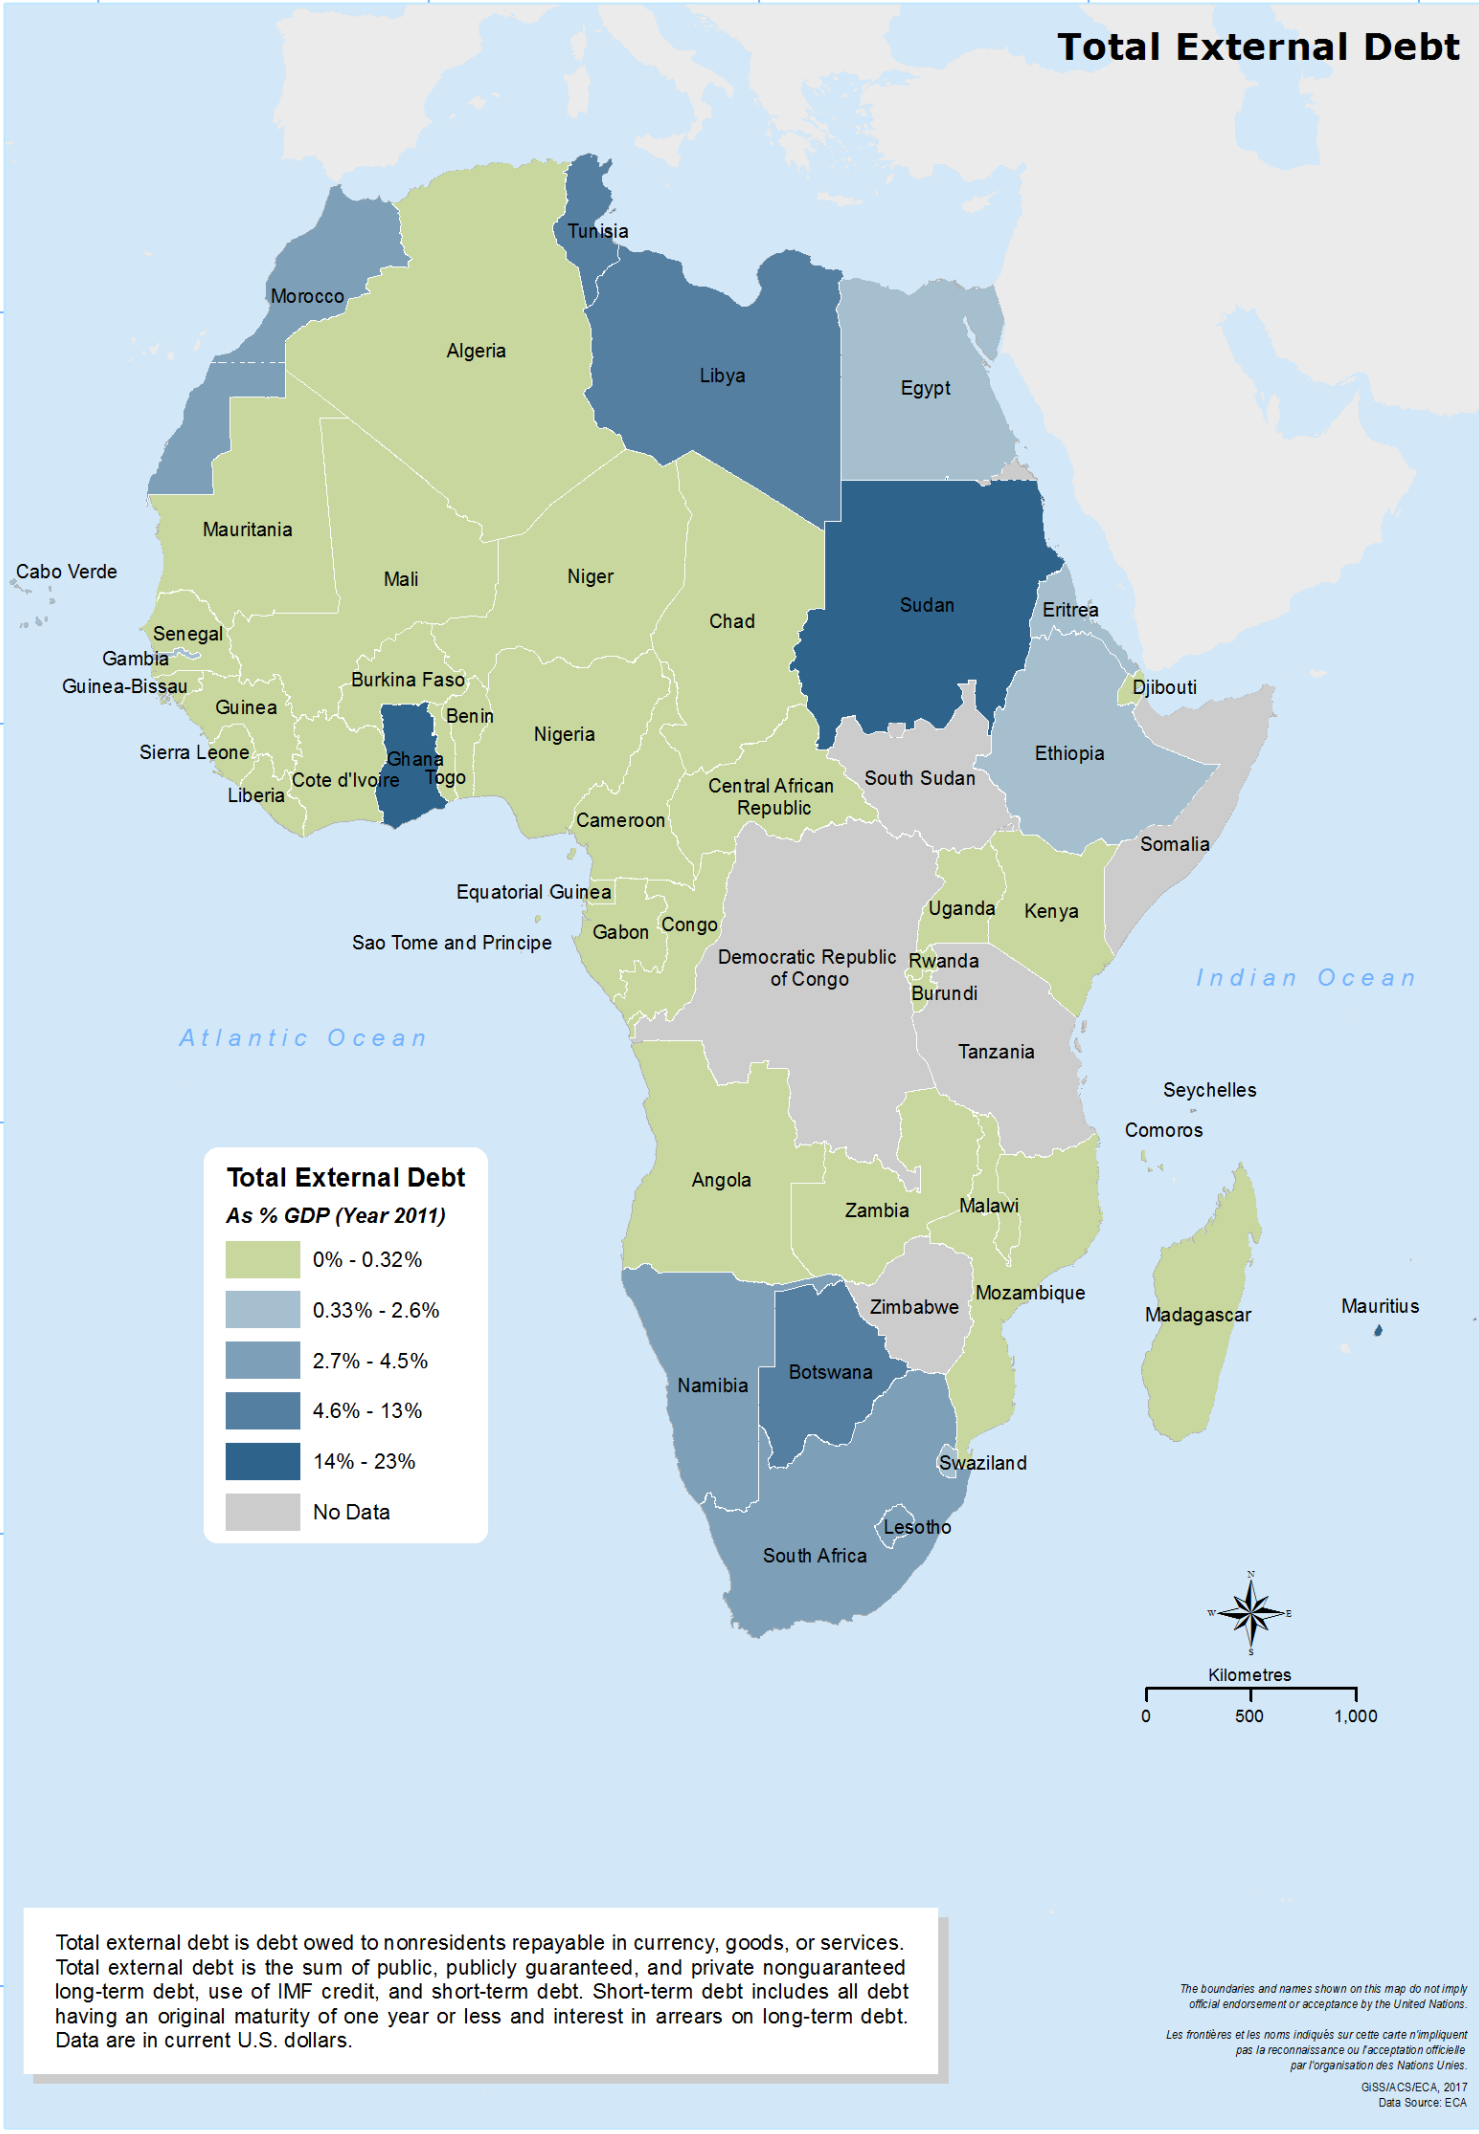 Total External Debt
Tunisia
Morocco
Algeria
Libya
Egypt
Mauritania
Cabo Verde
Mali
Niger
Chad
Sudan
Eritrea
Senegal
Gambia
Guinea-Bissau
Burkina Faso
Djibouti
Guinea
Benin
Nigeria
Sierra Leone
Ghana
Ethiopia
Cote d'Ivoire
Togo
South Sudan
Liberia
Central African
Republic
Cameroon
Somalia
Equatorial Guinea
Uganda
Kenya
Gabon
Congo
Sao Tome and Principe
Democratic Republic
of Congo
Rwanda
Burundi
Indian Ocean
Atlantic Ocean
Tanzania
Seychelles
Comoros
Angola
Zambia
Malawi
Mozambique
Zimbabwe
Madagascar
Mauritius
Namibia
Botswana
Swaziland
Lesotho
South Africa
Total External Debt
As % GDP (Year 2011)
0% - 0.32%
0.33% - 2.6%
2.7% - 4.5%
4.6% - 13%
14% - 23%
No Data
N
W
E
S
Kilometres
0 500 1,000
Total external debt is debt owed to nonresidents repayable in currency, goods, or services.
Total external debt is the sum of public, publicly guaranteed, and private nonguaranteed
long-term debt, use of IMF credit, and short-term debt. Short-term debt includes all debt
having an original maturity of one year or less and interest in arrears on long-term debt.
Data are in current U.S. dollars.
The boundaries and names shown on this map do not imply
official endorsement or acceptance by the United Nations.
Les frontières et les noms indiqués sur cette carte n'impliquent
pas la reconnaissance ou l'acceptation officielle
par l'organisation des Nations Unies.
GiSS/ACS/ECA, 2017
Data Source: ECA